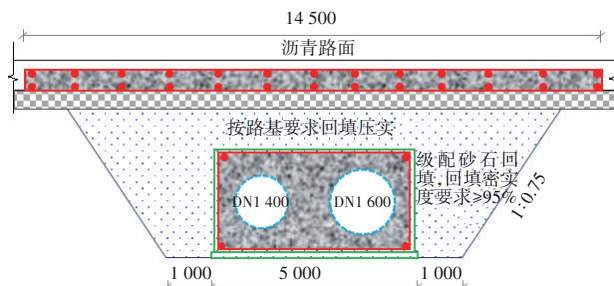 14 500
沥青路面
按路基要求回填压实
级配砂石回
填,回填密实
度要求≥95%
1:0.75
DN1 400
DN1 600
1 000
5 000
1 000